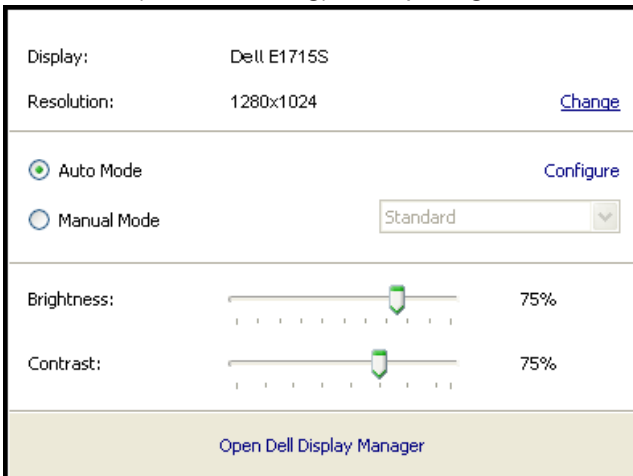 Display: Dell E1715S
Resolution: 1280x1024 Change
Auto Mode Configure
Manual Mode Standard
Brightness: 75%
Contrast: 75%
Open Dell Display Manager